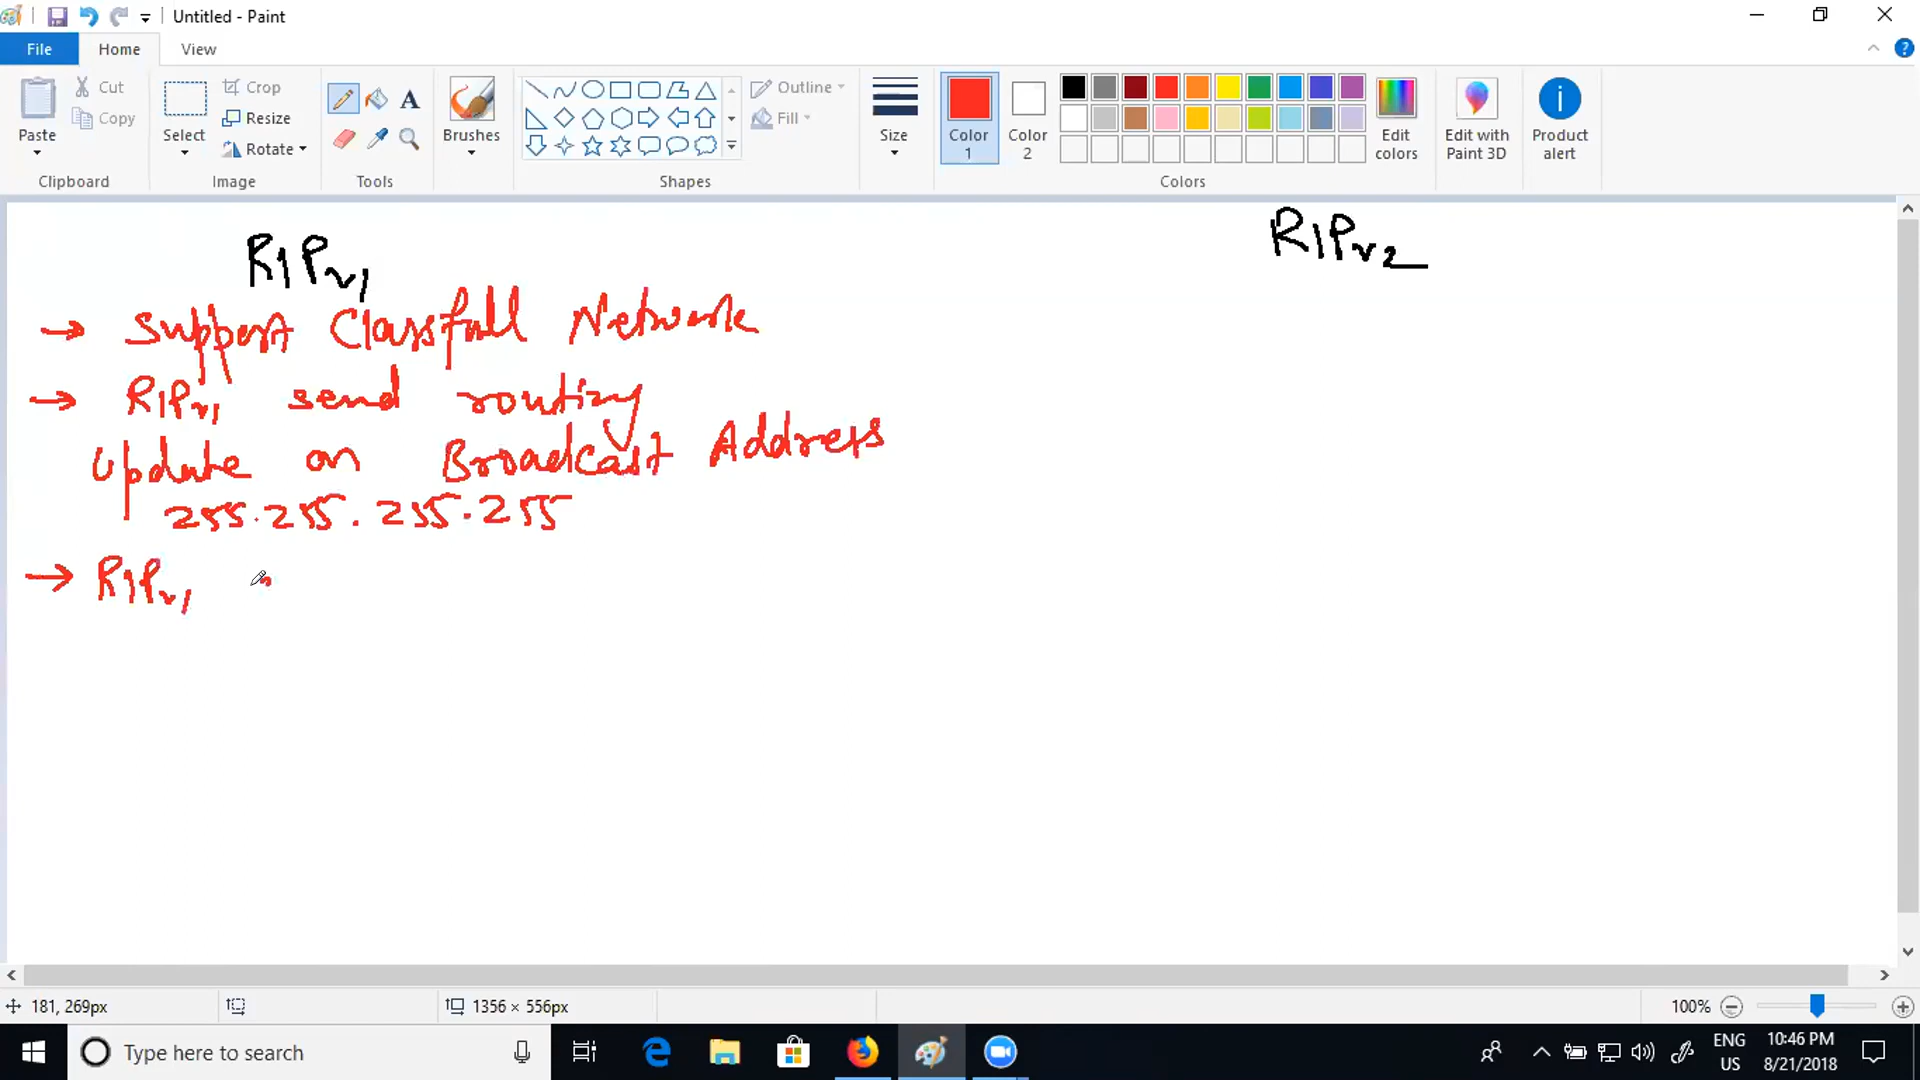 Untitled - Paint
File Home View
Paste
Cut
Copy
Clipboard
Select
Crop
Resize
Rotate
Image
Tools
Brushes
Shapes
Outline
Fill
Size
Color 1
Color 2
Edit colors
Colors
Edit with Paint 3D
Product alert
RIPv1
RIPv2
→ Support Classfull Network
→ RIPv1 send routing
Update on Broadcast Address
255.255.255.255
→ RIPv1
181, 269px
1356 × 556px
100%
Type here to search
ENG US
10:46 PM
8/21/2018